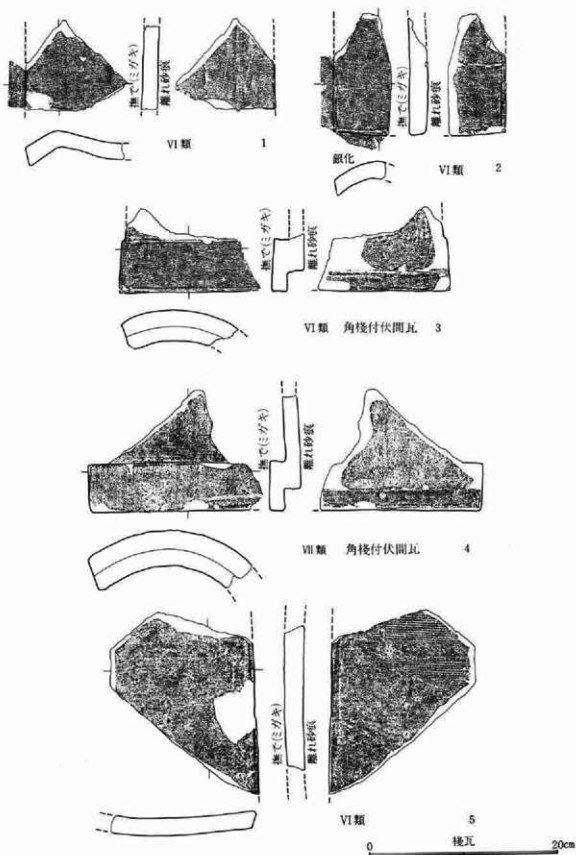 撫で(ミガキ)
離れ砂痕
VI類 1
撫で(ミガキ)
離れ砂痕
銀化
VI類 2
撫で(ミガキ)
離れ砂痕
VI類 角桟付伏間瓦 3
撫で(ミガキ)
離れ砂痕
VII類 角桟付伏間瓦 4
撫で(ミガキ)
離れ砂痕
VI類 5
桟瓦
0 20cm